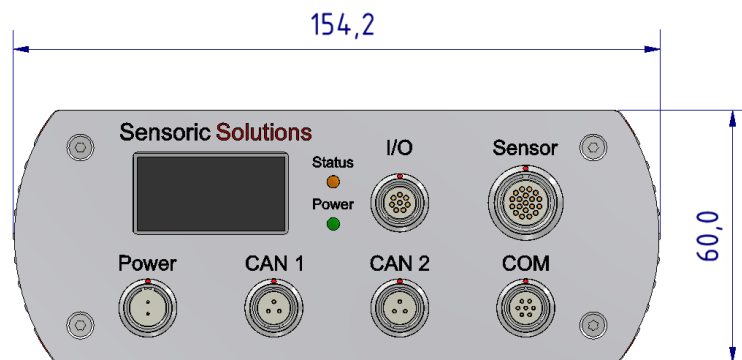 154,2
Sensoric Solutions
Status
I/O
Sensor
Power
60,0
Power
CAN 1
CAN 2
COM